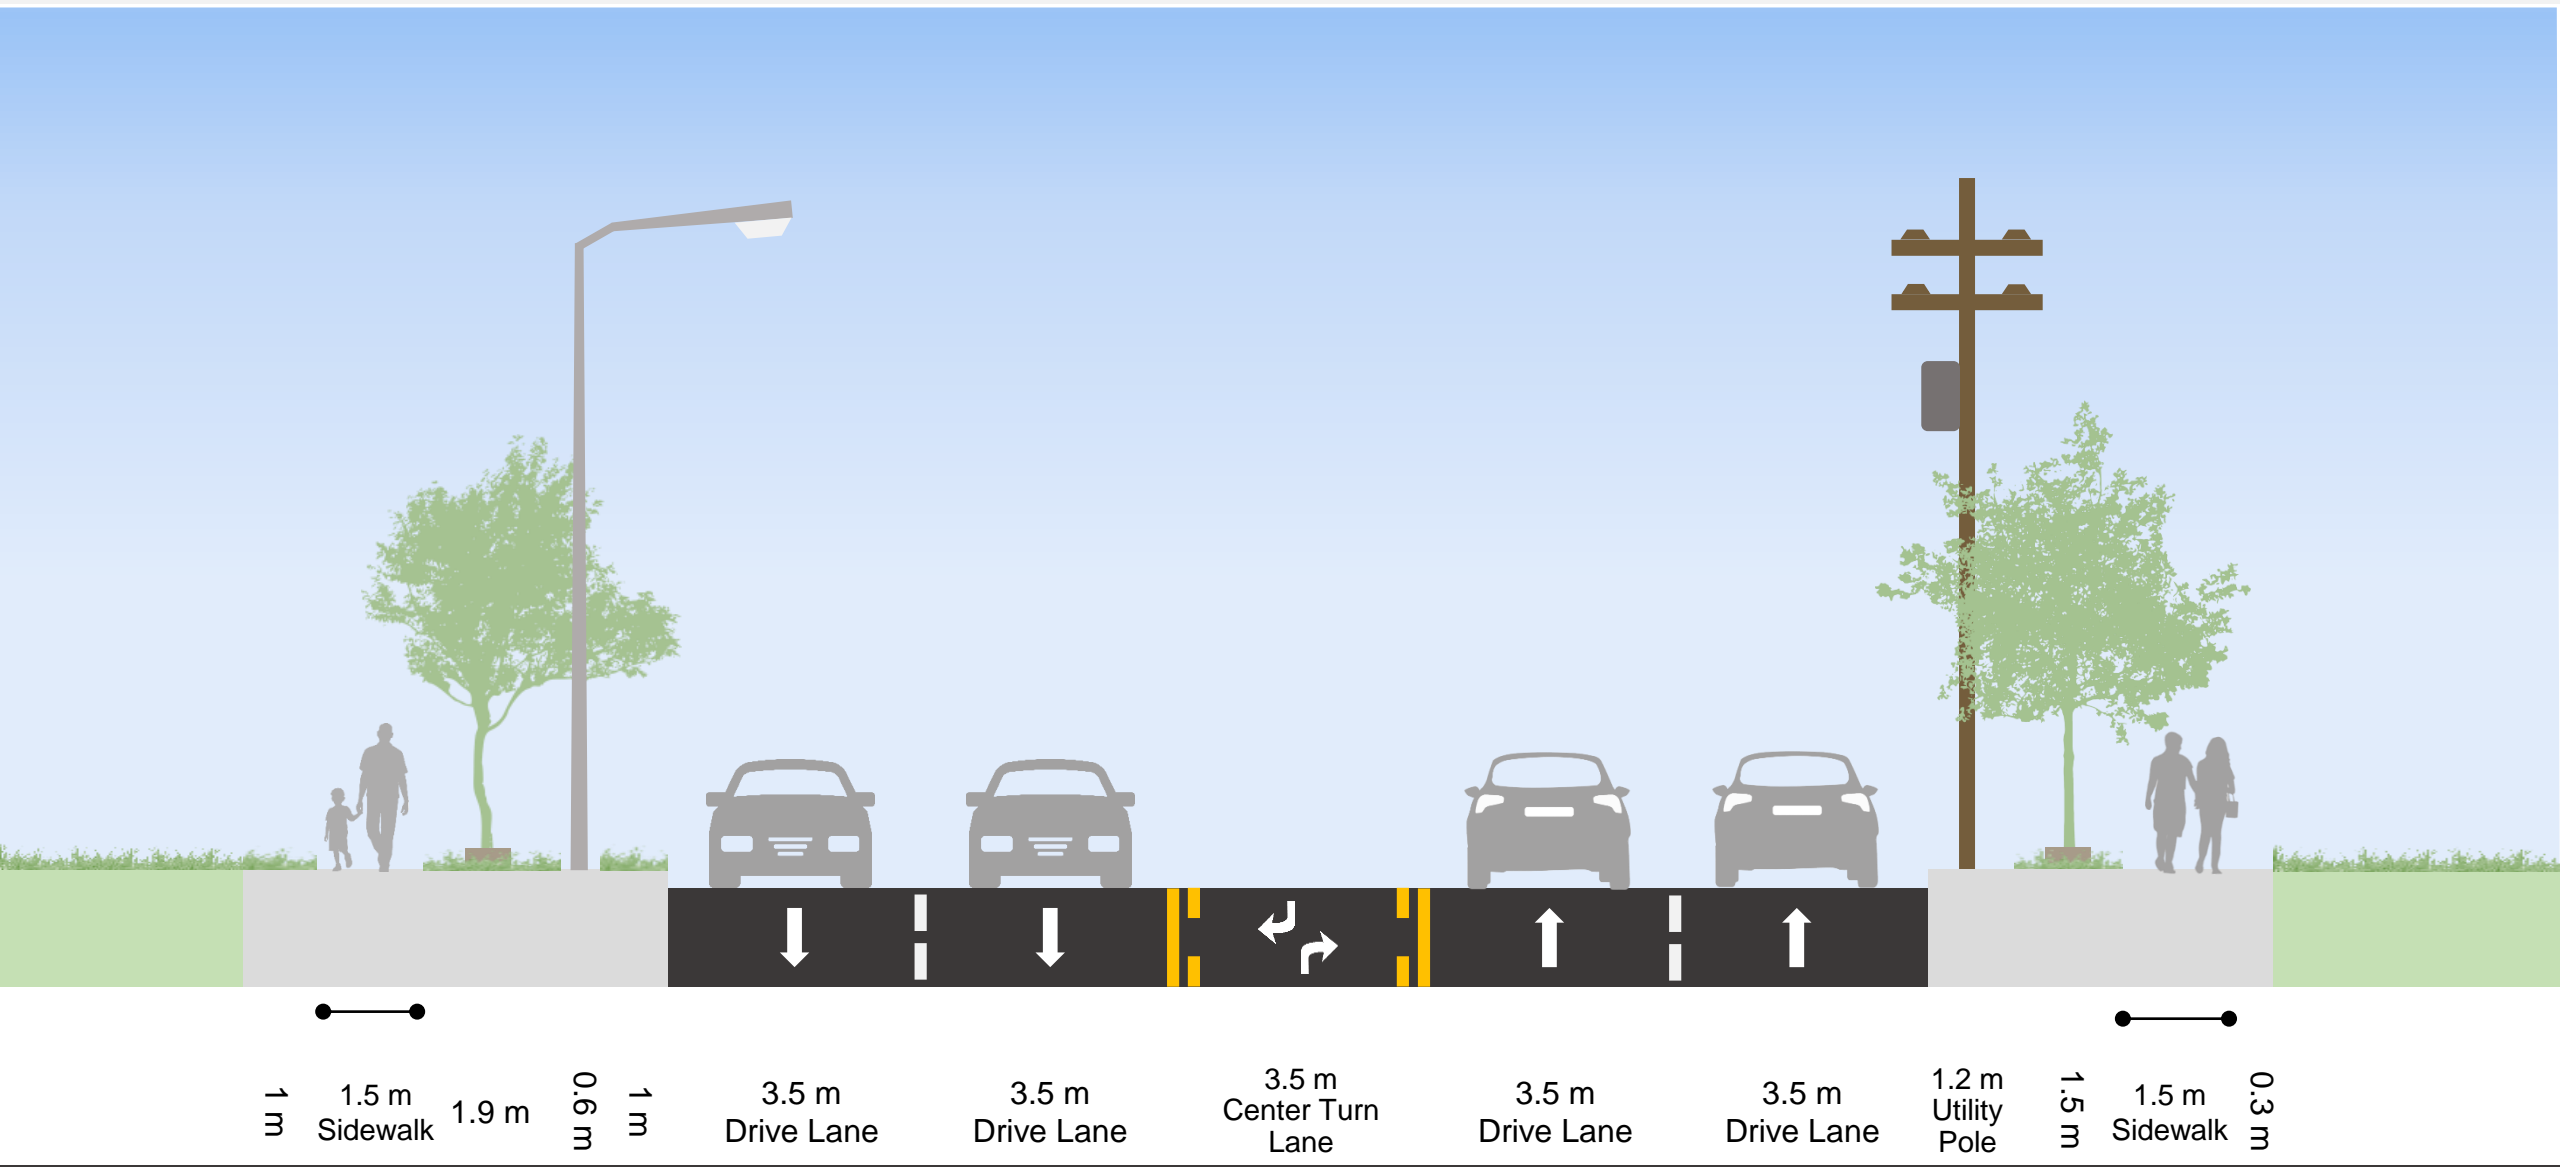 1 m
1.5 m
Sidewalk
1.9 m
0.6 m
1 m
3.5 m
Drive Lane
3.5 m
Drive Lane
3.5 m
Center Turn
Lane
3.5 m
Drive Lane
3.5 m
Drive Lane
1.2 m
Utility
Pole
1.5 m
1.5 m
Sidewalk
0.3 m